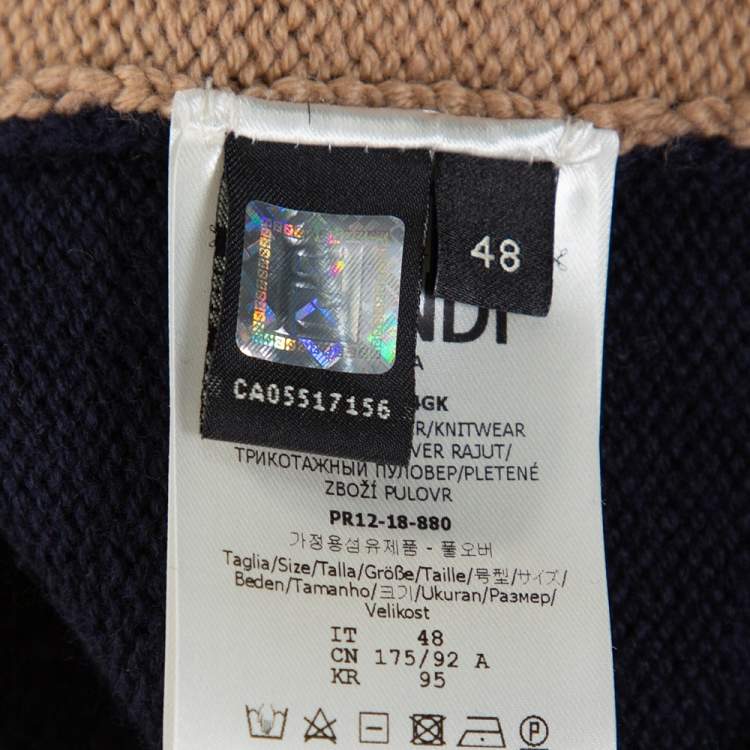 48
CA05517156
NDI
A
GK
R/KNITWEAR
VER RAJUT/
ТРИКОТАЖНЫЙ ПУЛОВЕР/PLETENÉ
ZBOŽÍ PULOVR
PR12-18-880
가정용섬유제품 - 풀오버
Taglia/Size/Talla/Größe/Taille/号型/サイズ/
Beden/Tamanho/크기/Ukuran/Размер/
Velikost
IT 48
CN 175/92 A
KR 95
P